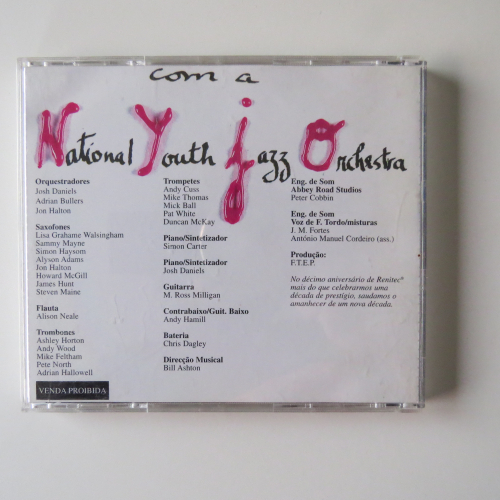 com a
National Youth jazz Orchestra
Orquestradores
Josh Daniels
Adrian Bullers
Jon Halton
Saxofones
Lisa Grahame Walsingham
Sammy Mayne
Simon Haysom
Alyson Adams
Jon Halton
Howard McGill
James Hunt
Steven Maine
Flauta
Alison Neale
Trombones
Ashley Horton
Andy Wood
Mike Feltham
Pete North
Adrian Hallowell
VENDA PROIBIDA
Trompetes
Andy Cuss
Mike Thomas
Mick Ball
Pat White
Duncan McKay
Piano/Sintetizador
Simon Carter
Piano/Sintetizador
Josh Daniels
Guitarra
M. Ross Milligan
Contrabaixo/Guit. Baixo
Andy Hamill
Bateria
Chris Dagley
Direcção Musical
Bill Ashton
Eng. de Som
Abbey Road Studios
Peter Cobbin
Eng. de Som
Voz de F. Tordo/misturas
J. M. Fortes
António Manuel Cordeiro (ass.)
Produção:
F.T.E.P.
No décimo aniversário de Renitec®
mais do que celebrarmos uma
década de prestígio, saudamos o
amanhecer de um nova década.